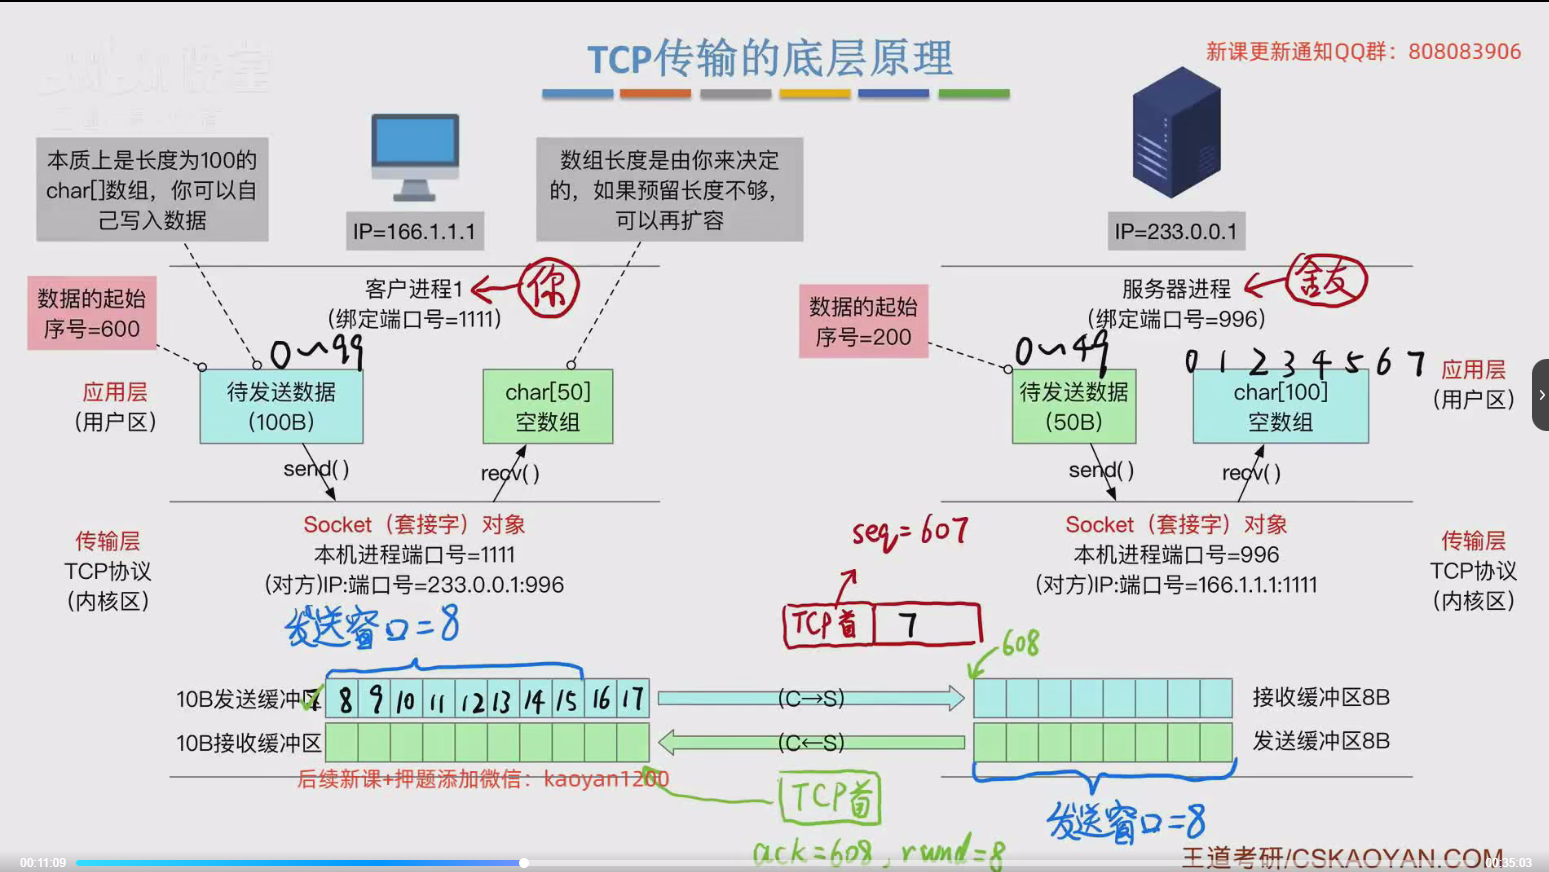 TCP传输的底层原理
新课更新通知QQ群：808083906
本质上是长度为100的
char[]数组，你可以自
己写入数据
数组长度是由你来决定
的，如果预留长度不够，
可以再扩容
IP=166.1.1.1
IP=233.0.0.1
客户进程1
你
(绑定端口号=1111)
服务器进程
舍友
(绑定端口号=996)
数据的起始
序号=600
数据的起始
序号=200
0~99
0~49
0 1 2 3 4 5 6 7
应用层
(用户区)
待发送数据
(100B)
char[50]
空数组
待发送数据
(50B)
char[100]
空数组
应用层
(用户区)
send( )
recv( )
send( )
recv( )
传输层
TCP协议
(内核区)
Socket（套接字）对象
本机进程端口号=1111
(对方)IP:端口号=233.0.0.1:996
seq=607
TCP首 7
Socket（套接字）对象
本机进程端口号=996
(对方)IP:端口号=166.1.1.1:1111
传输层
TCP协议
(内核区)
发送窗口=8
608
10B发送缓冲区
8 9 10 11 12 13 14 15 16 17
(C→S)
接收缓冲区8B
10B接收缓冲区
(C←S)
发送缓冲区8B
后续新课+押题添加微信：kaoyan1200
TCP首
ack=608, rwnd=8
发送窗口=8
王道考研/CSKAOYAN.COM
00:11:09
00:35:03